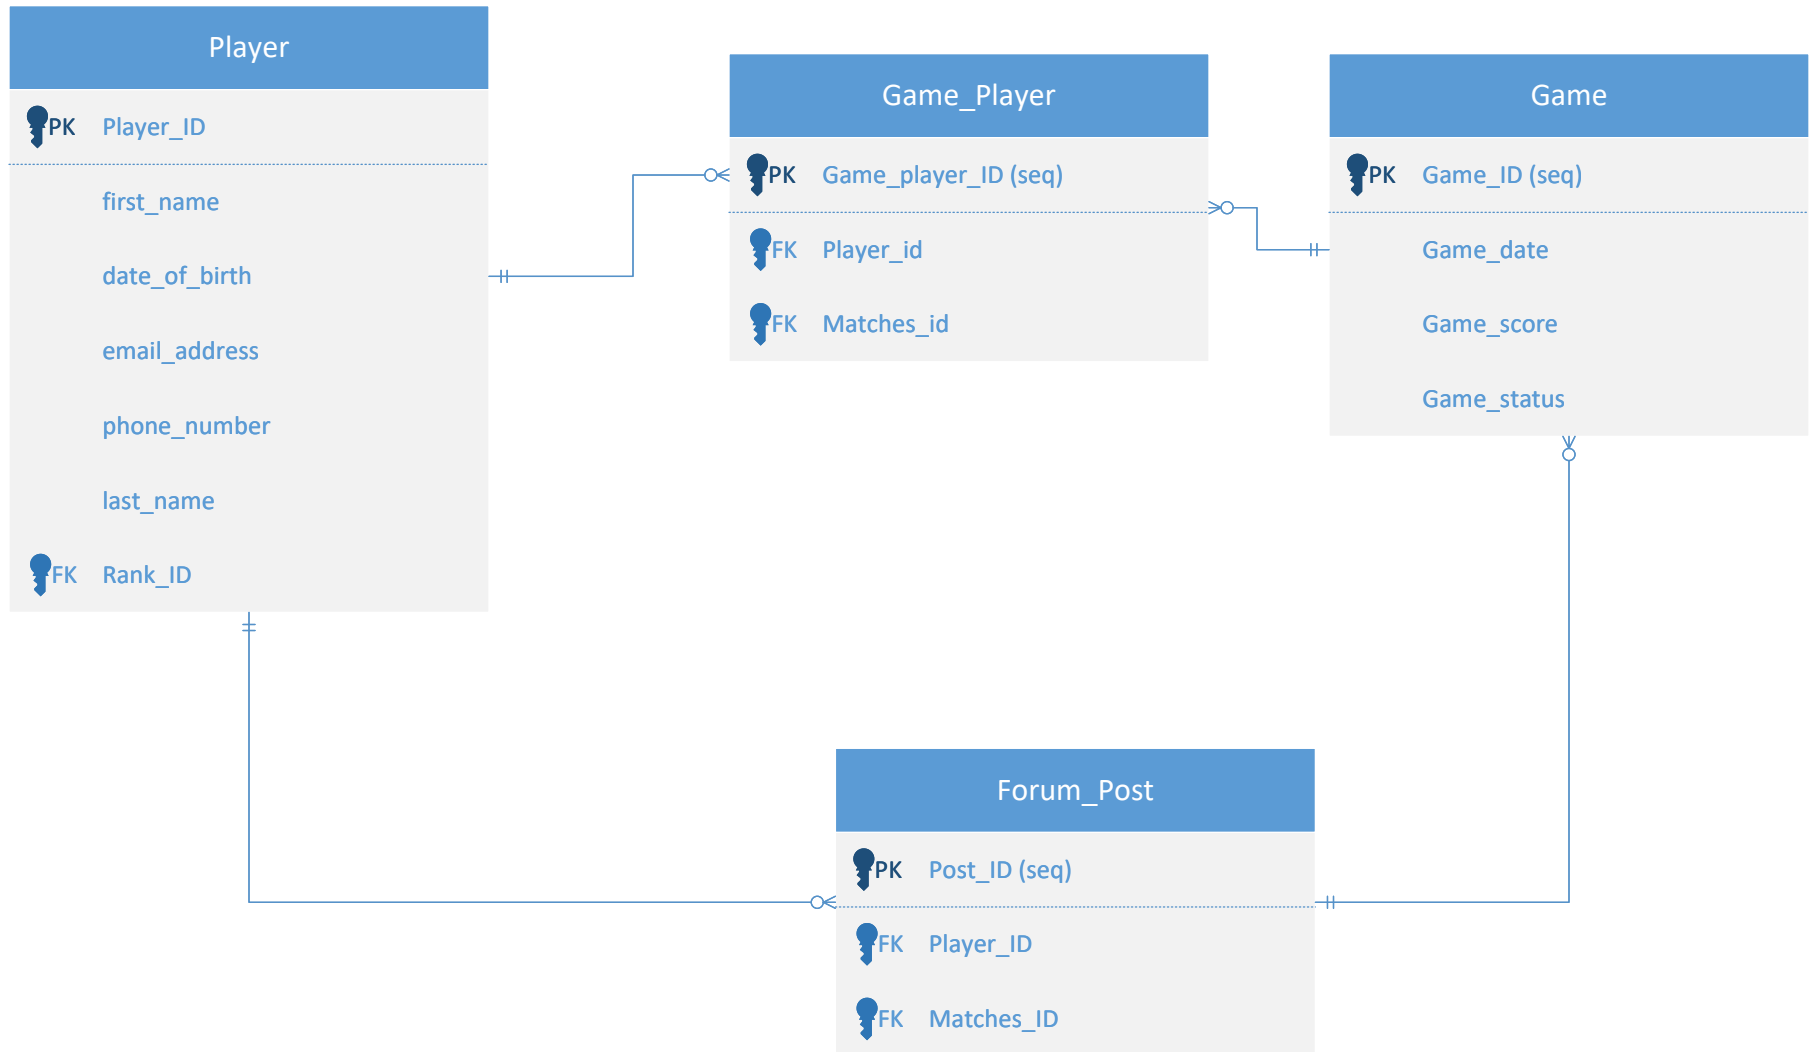 Player
PK Player_ID
first_name
date_of_birth
email_address
phone_number
last_name
FK Rank_ID
Game_Player
PK Game_player_ID (seq)
FK Player_id
FK Matches_id
Game
PK Game_ID (seq)
Game_date
Game_score
Game_status
Forum_Post
PK Post_ID (seq)
FK Player_ID
FK Matches_ID